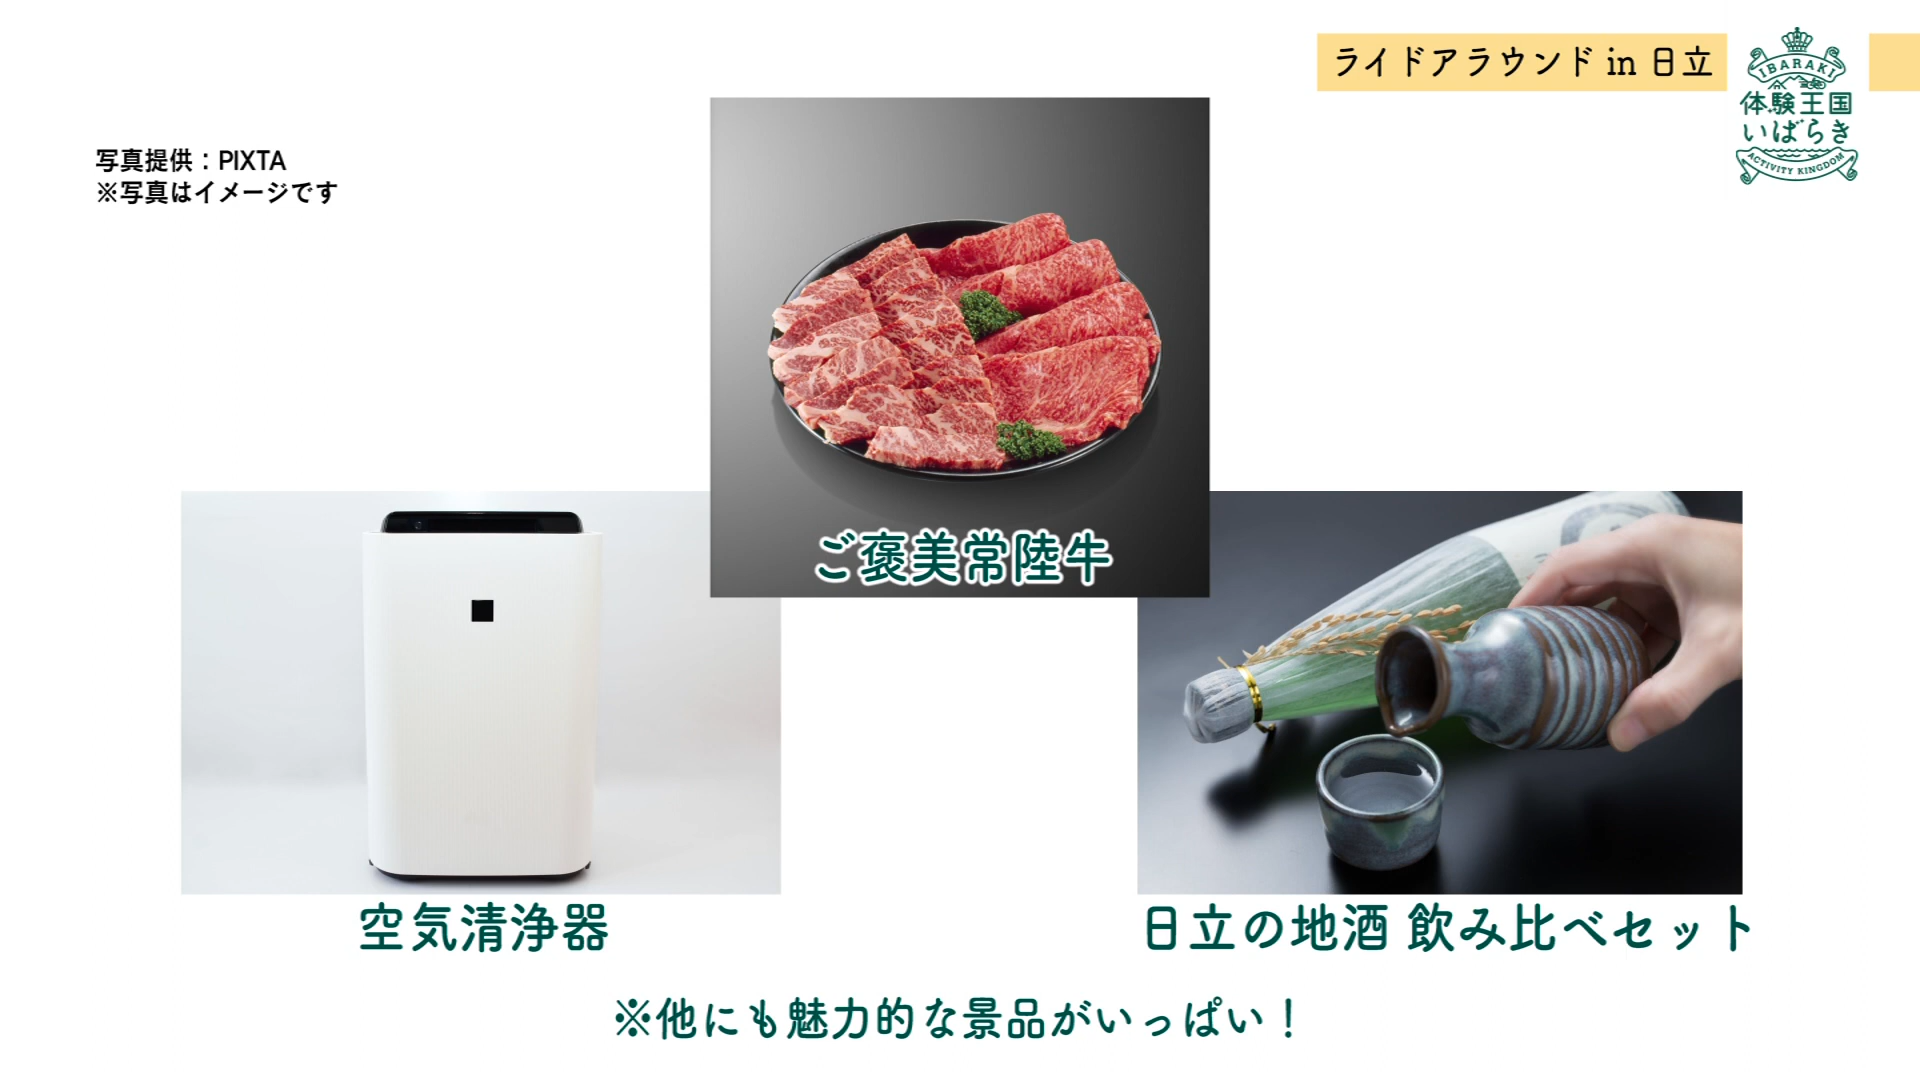 ライドアラウンド in 日立
IBARAKI
体験王国
いばらき
ACTIVITY KINGDOM
写真提供：PIXTA
※写真はイメージです
ご褒美常陸牛
空気清浄器
日立の地酒 飲み比べセット
※他にも魅力的な景品がいっぱい！